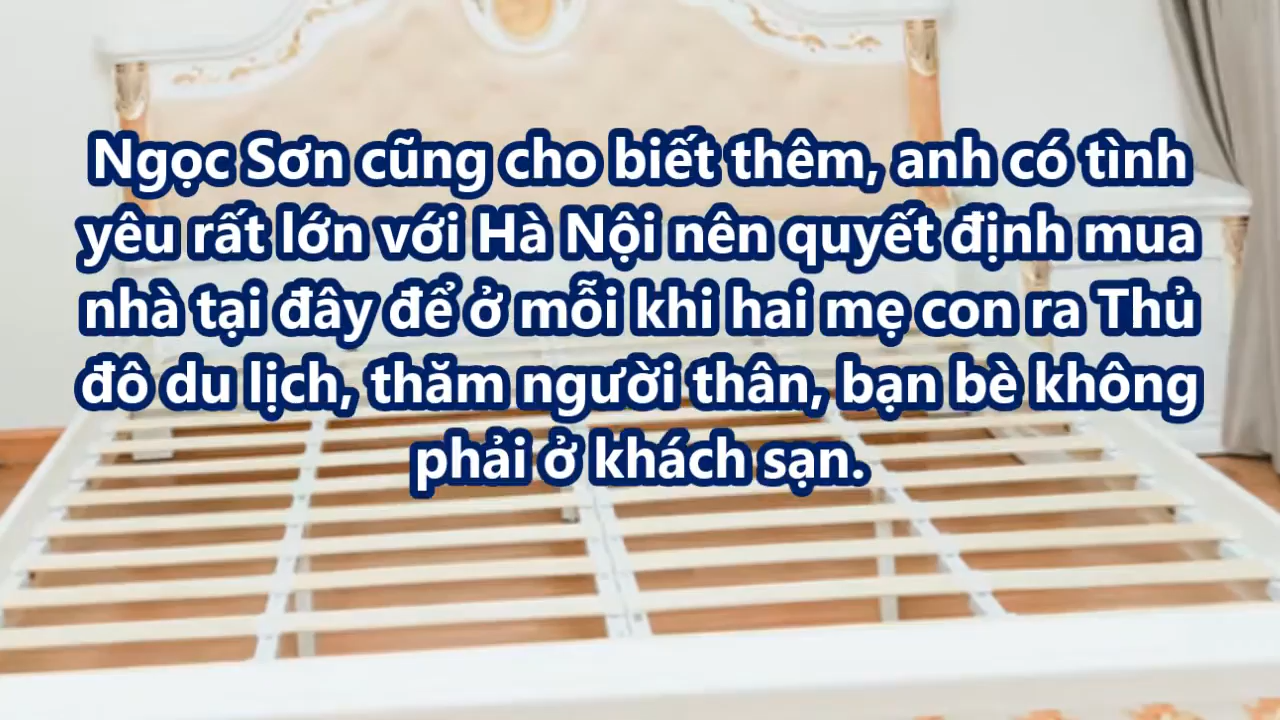 Ngọc Sơn cũng cho biết thêm, anh có tình
yêu rất lớn với Hà Nội nên quyết định mua
nhà tại đây để ở mỗi khi hai mẹ con ra Thủ
đô du lịch, thăm người thân, bạn bè không
phải ở khách sạn.